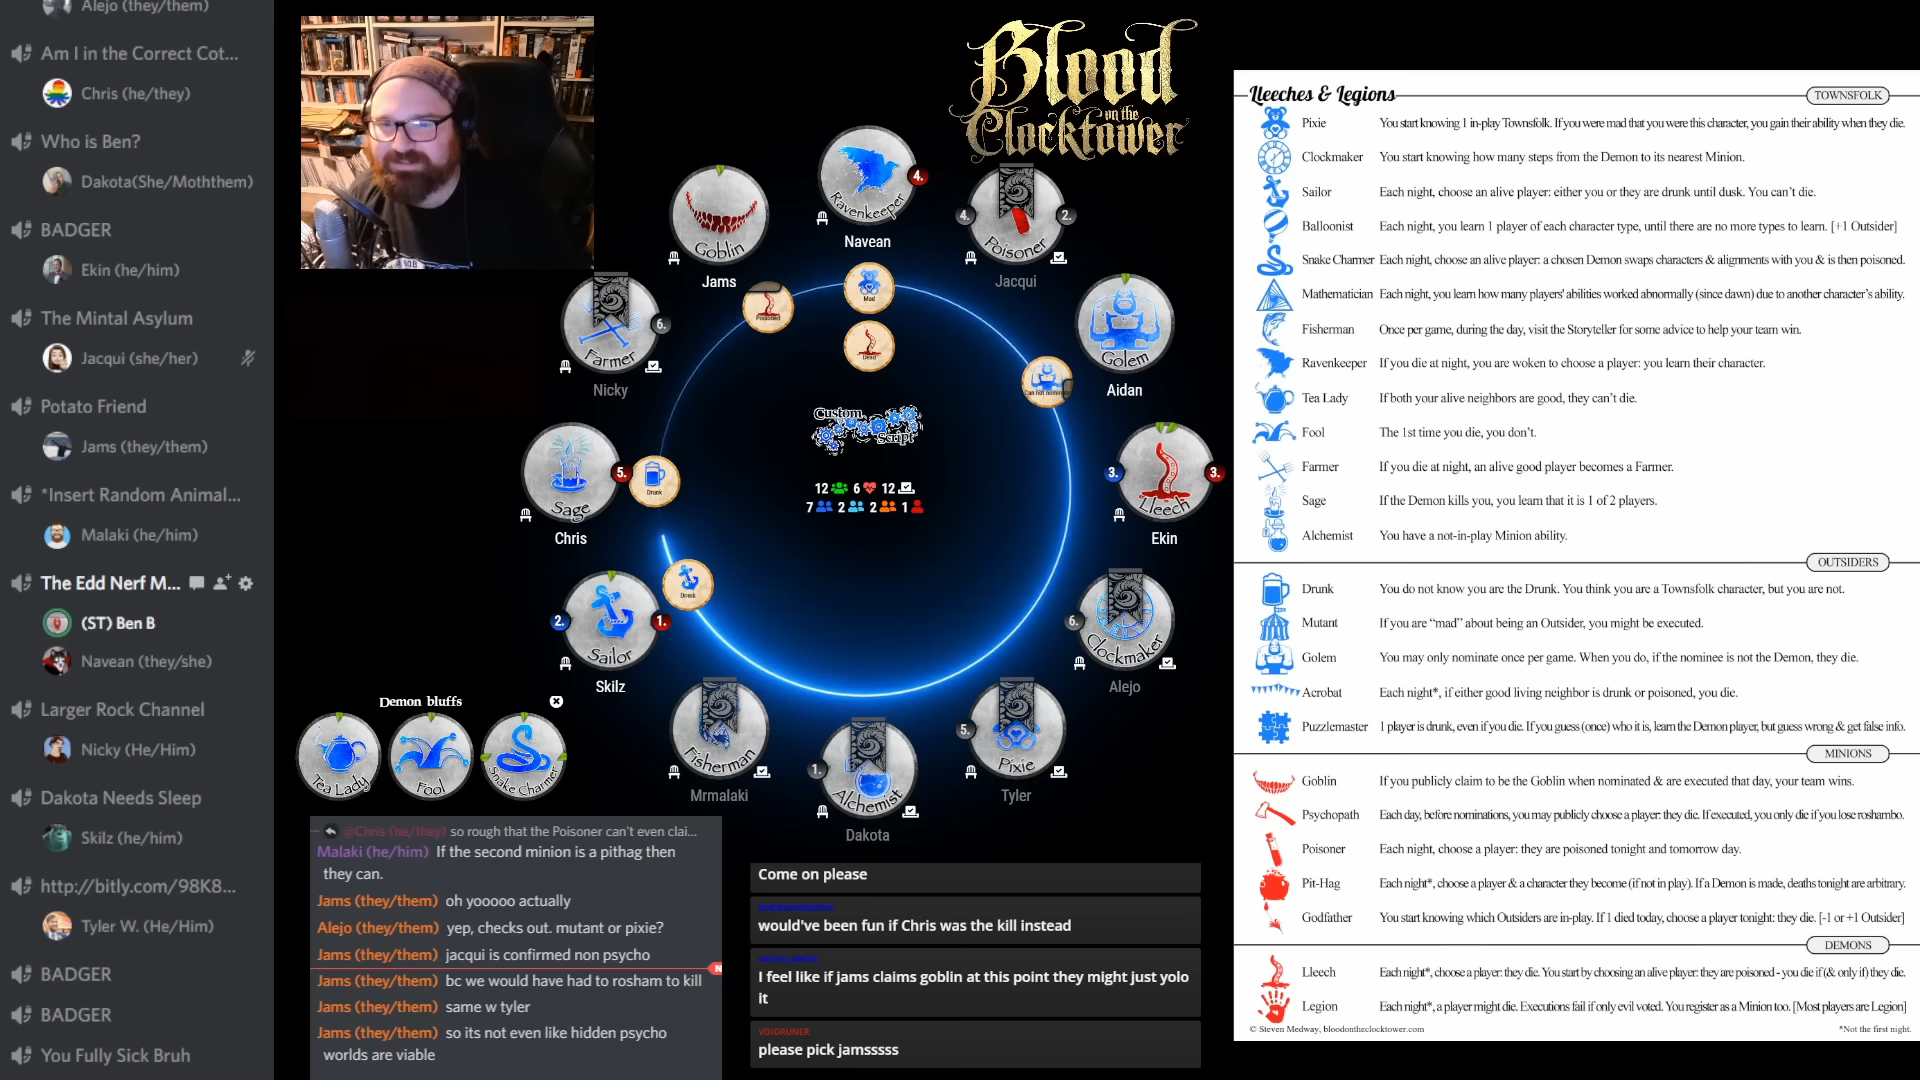 Alejo (they/them)
Am I in the Correct Cot...
Chris (he/they)
Who is Ben?
Dakota(She/Moththem)
BADGER
Ekin (he/him)
The Mintal Asylum
Jacqui (she/her)
Potato Friend
Jams (they/them)
*Insert Random Animal...
Malaki (he/him)
The Edd Nerf M...
(ST) Ben B
Navean (they/she)
Larger Rock Channel
Nicky (He/Him)
Dakota Needs Sleep
Skilz (he/him)
http://bitly.com/98K8...
Tyler W. (He/Him)
BADGER
BADGER
You Fully Sick Bruh
Blood
on the
Clocktower
Ravenkeeper
4.
Navean
Goblin
Jams
4.
2.
Poisoner
Jacqui
Farmer
6.
Nicky
Poisoned
Mad
Dead
Golem
Aidan
Can not nominate
Sage
5.
Chris
Drunk
Custom
Script
12 6 12
7 2 2 1
3.
3.
Lleech
Ekin
2.
1.
Sailor
Skilz
Drunk
6.
Clockmaker
Alejo
Fisherman
Mrmalaki
1.
Alchemist
Dakota
5.
Pixie
Tyler
Demon bluffs
Tea Lady
Fool
Snake Charmer
@Chris (he/they) so rough that the Poisoner can't even clai...
Malaki (he/him) If the second minion is a pithag then
they can.
Jams (they/them) oh yooooo actually
Alejo (they/them) yep, checks out. mutant or pixie?
Jams (they/them) jacqui is confirmed non psycho
Jams (they/them) bc we would have had to rosham to kill
Jams (they/them) same w tyler
Jams (they/them) so its not even like hidden psycho
worlds are viable
Come on please
would've been fun if Chris was the kill instead
I feel like if jams claims goblin at this point they might just yolo
it
VOIDRUNER
please pick jamsssss
Lleeches & Legions
TOWNSFOLK
Pixie You start knowing 1 in-play Townsfolk. If you were mad that you were this character, you gain their ability when they die.
Clockmaker You start knowing how many steps from the Demon to its nearest Minion.
Sailor Each night, choose an alive player: either you or they are drunk until dusk. You can't die.
Balloonist Each night, you learn 1 player of each character type, until there are no more types to learn. [+1 Outsider]
Snake Charmer Each night, choose an alive player: a chosen Demon swaps characters & alignments with you & is then poisoned.
Mathematician Each night, you learn how many players' abilities worked abnormally (since dawn) due to another character's ability.
Fisherman Once per game, during the day, visit the Storyteller for some advice to help your team win.
Ravenkeeper If you die at night, you are woken to choose a player: you learn their character.
Tea Lady If both your alive neighbors are good, they can't die.
Fool The 1st time you die, you don't.
Farmer If you die at night, an alive good player becomes a Farmer.
Sage If the Demon kills you, you learn that it is 1 of 2 players.
Alchemist You have a not-in-play Minion ability.
OUTSIDERS
Drunk You do not know you are the Drunk. You think you are a Townsfolk character, but you are not.
Mutant If you are “mad” about being an Outsider, you might be executed.
Golem You may only nominate once per game. When you do, if the nominee is not the Demon, they die.
Acrobat Each night*, if either good living neighbor is drunk or poisoned, you die.
Puzzlemaster 1 player is drunk, even if you die. If you guess (once) who it is, learn the Demon player, but guess wrong & get false info.
MINIONS
Goblin If you publicly claim to be the Goblin when nominated & are executed that day, your team wins.
Psychopath Each day, before nominations, you may publicly choose a player: they die. If executed, you only die if you lose roshambo.
Poisoner Each night, choose a player: they are poisoned tonight and tomorrow day.
Pit-Hag Each night*, choose a player & a character they become (if not in play). If a Demon is made, deaths tonight are arbitrary.
Godfather You start knowing which Outsiders are in-play. If 1 died today, choose a player tonight: they die. [-1 or +1 Outsider]
DEMONS
Lleech Each night*, choose a player: they die. You start by choosing an alive player: they are poisoned - you die if (& only if) they die.
Legion Each night*, a player might die. Executions fail if only evil voted. You register as a Minion too. [Most players are Legion]
© Steven Medway, bloodontheclocktower.com
*Not the first night.